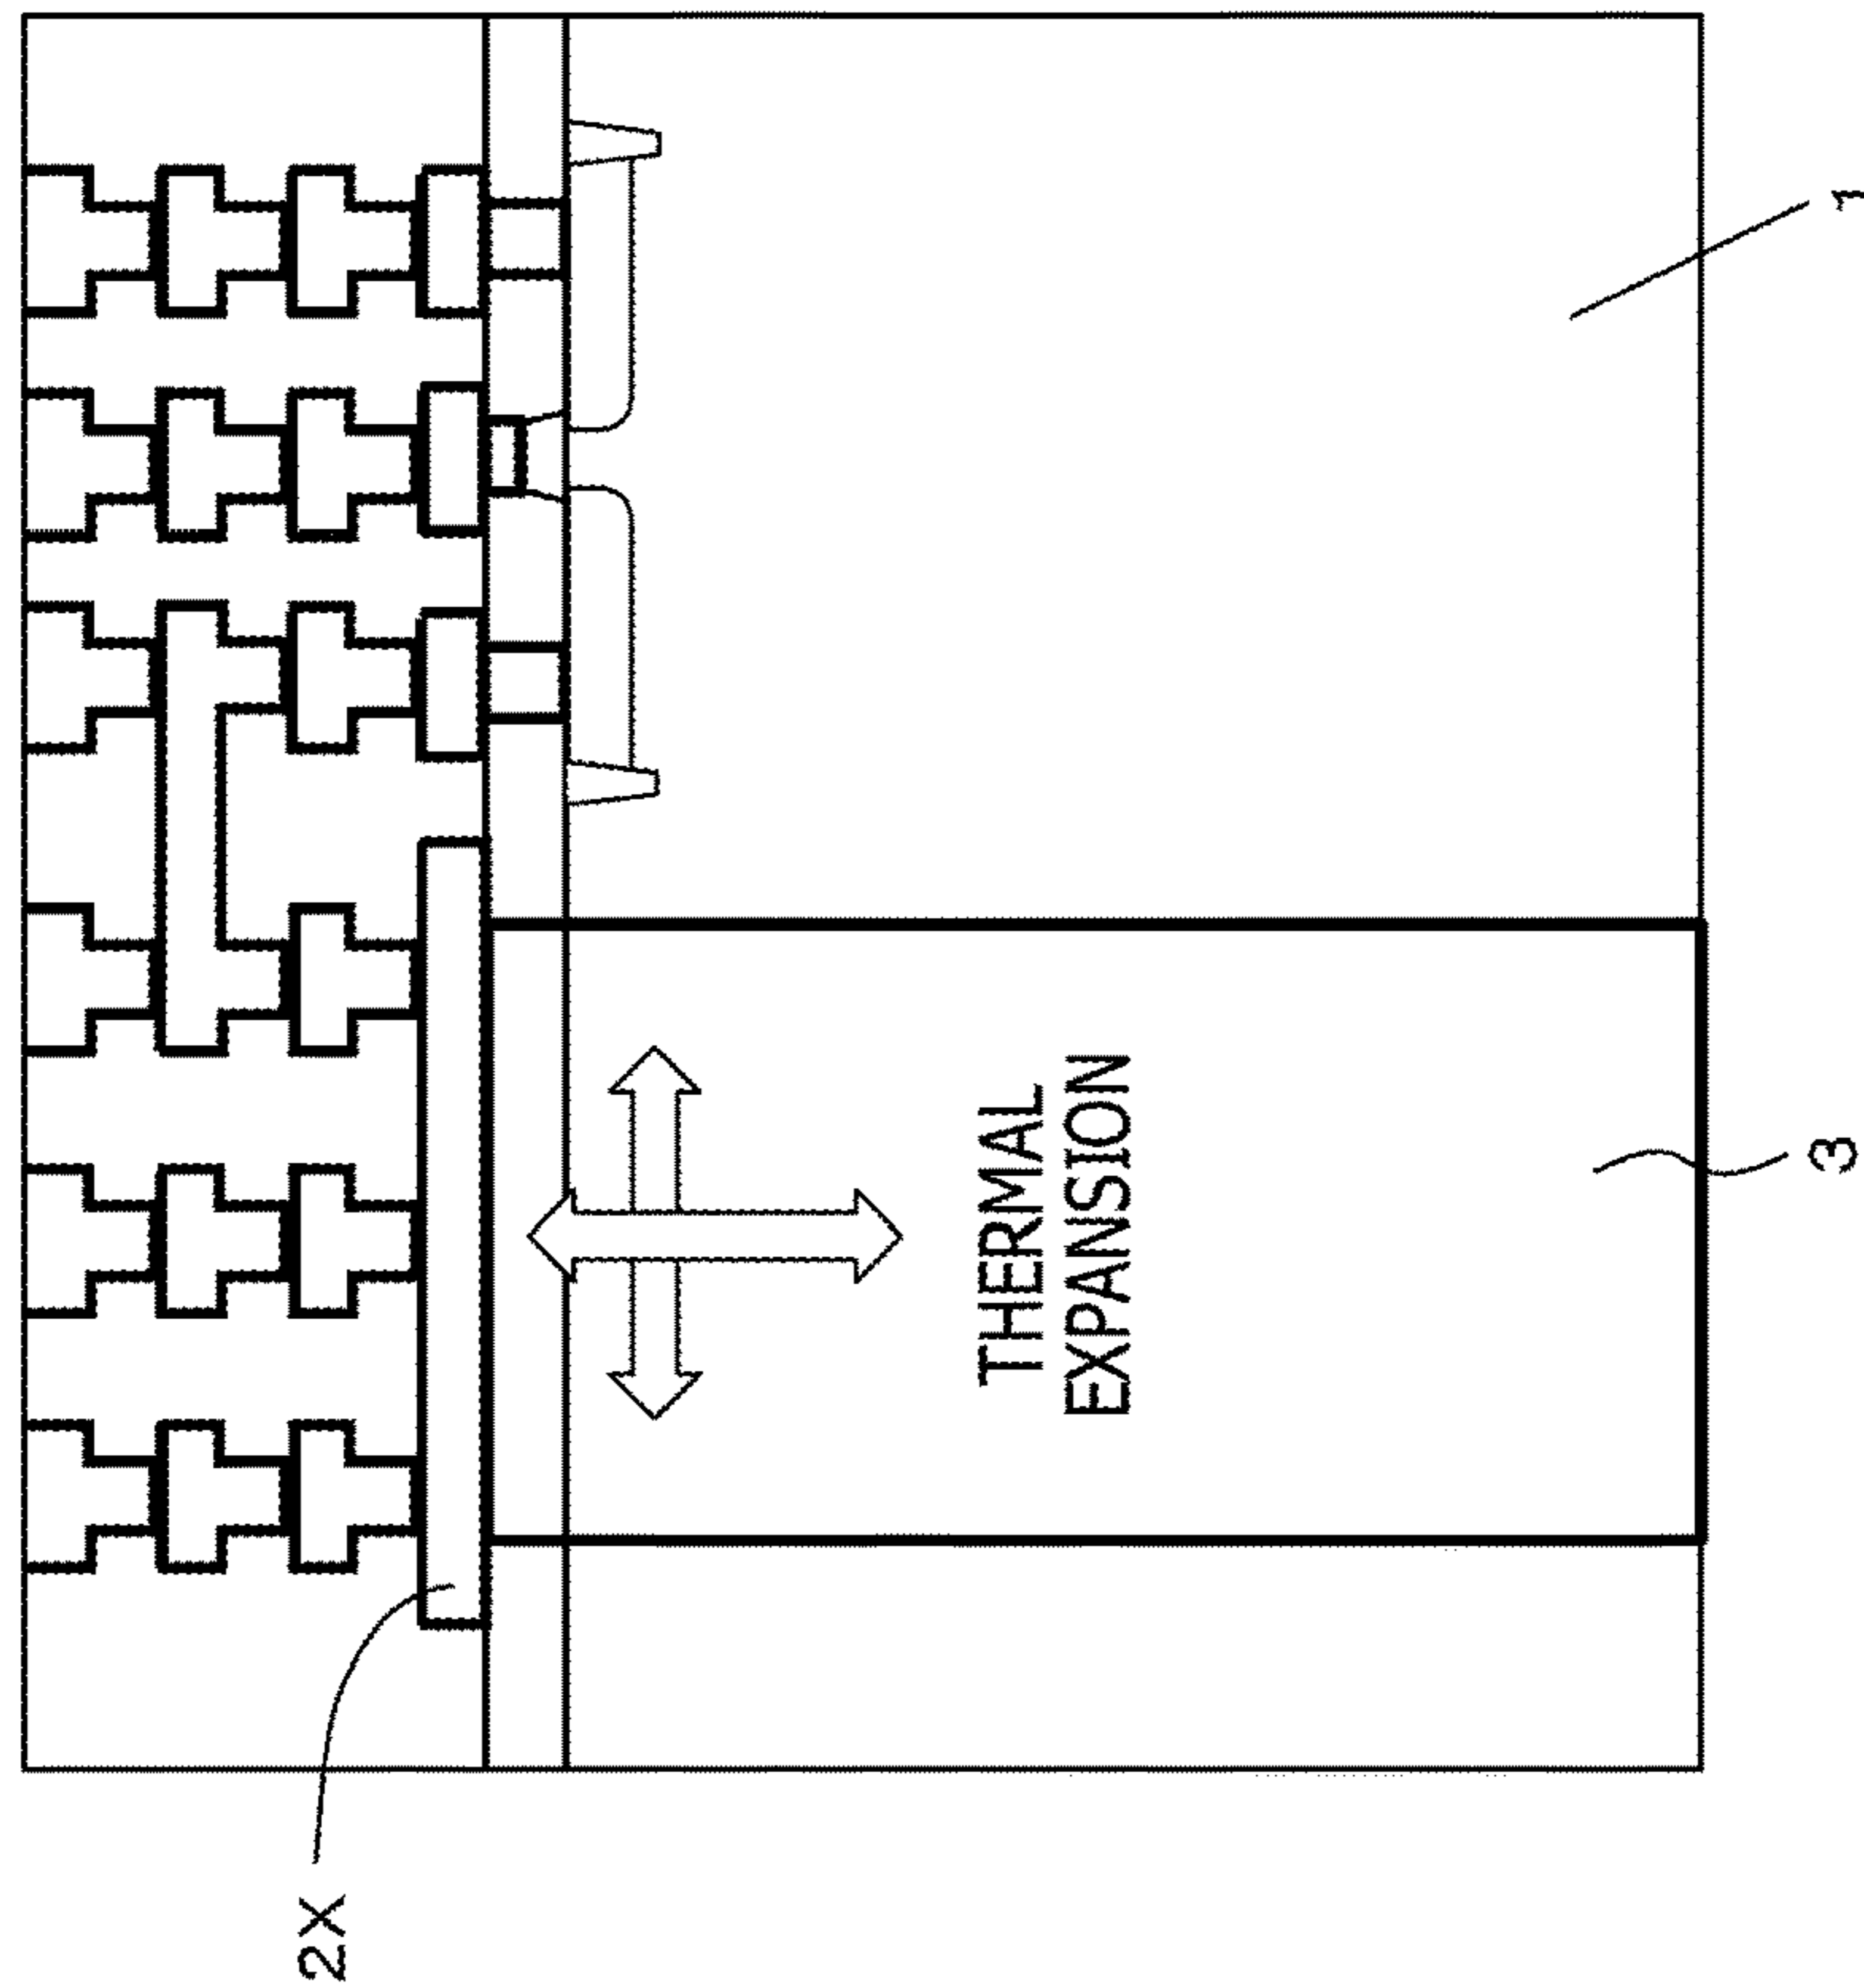 2X
THERMAL
EXPANSION
3
1